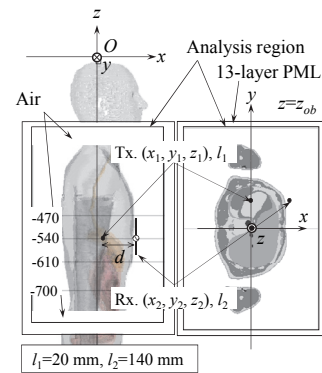 z
O
y
x
Analysis region
13-layer PML
Air
y
z=z_ob
Tx. (x₁, y₁, z₁), l₁
-470
-540
-610
-700
d
x
z
Rx. (x₂, y₂, z₂), l₂
l₁=20 mm, l₂=140 mm